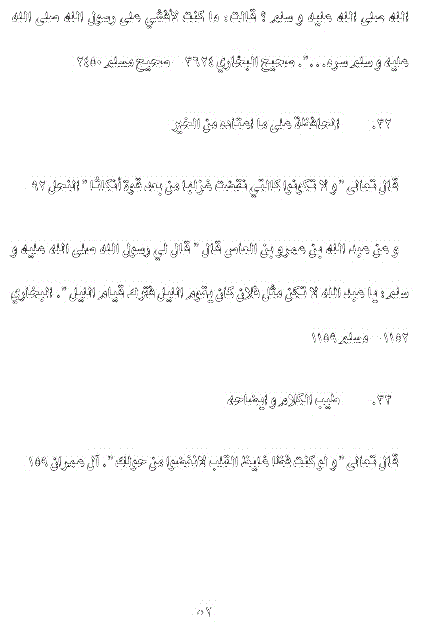 الله صلى الله عليه و سلم ؟ قالت : ما كنت لأفشي على رسول الله صلى الله
عليه و سلم سره...". صحيح البخاري ٣٦٢٤ – صحيح مسلم ٢٤٥٠
٣٢. المحافظة على ما اعتاده من الخير
قال تعالى " و لا تكونوا كالتي نقضت غزلها من بعد قوة أنكاثا " النحل ٩٢
و عن عبد الله بن عمرو بن العاص قال " قال لي رسول الله صلى الله عليه و
سلم : يا عبد الله لا تكن مثل فلان كان يقوم الليل فترك قيام الليل ". البخاري
١١٥٢ – ومسلم ١١٥٩
٣٣. طيب الكلام و إيضاحه
قال تعالى " و لو كنت فظا غليظ القلب لانفضوا من حولك ". آل عمران ١٥٩
٥٢